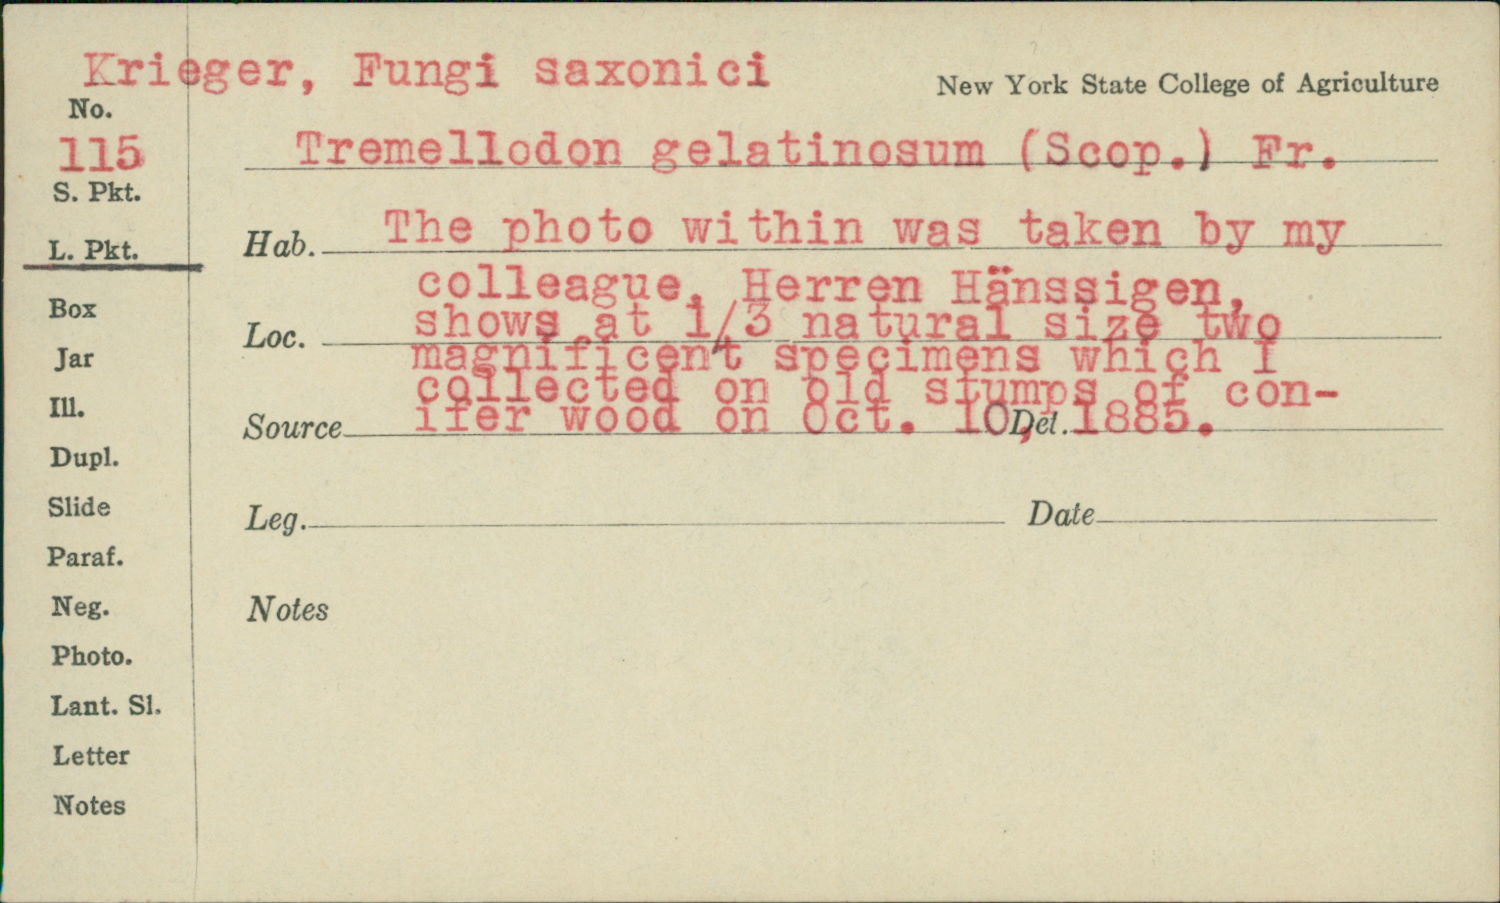 Krieger, Fungi saxonici
New York State College of Agriculture
No.
115
Tremellodon gelatinosum (Scop.) Fr.
S. Pkt.
Hab. The photo within was taken by my
L. Pkt.
colleague, Herren Hänssigen,
Box
Loc. shows at 1/3 natural size two
Jar
magnificent specimens which I
collected on old stumps of con-
Ill.
Source ifer wood on Oct. 10, Det. 1885.
Dupl.
Slide
Leg. Date
Paraf.
Neg.
Notes
Photo.
Lant. Sl.
Letter
Notes